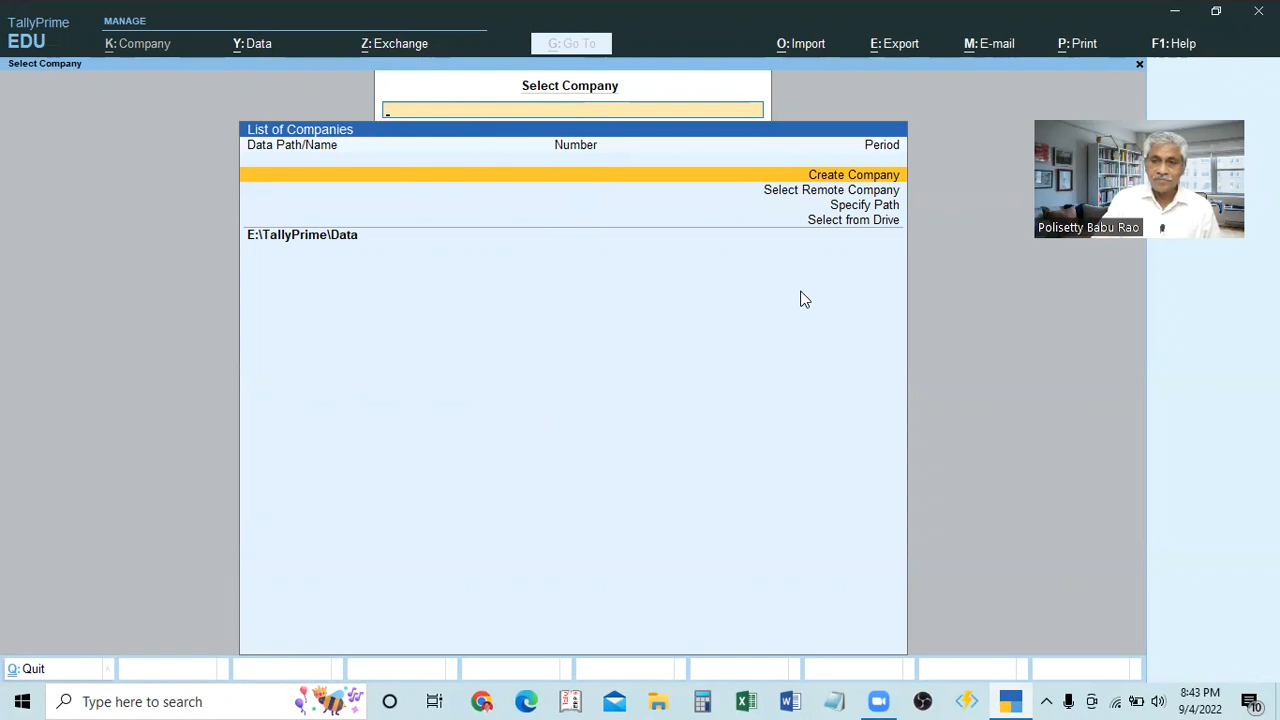 TallyPrime
EDU
MANAGE
K: Company
Y: Data
Z: Exchange
G: Go To
O: Import
E: Export
M: E-mail
P: Print
F1: Help
Select Company
Select Company
List of Companies
Data Path/Name Number Period
Create Company
Select Remote Company
Specify Path
Select from Drive
E:\TallyPrime\Data
Polisetty Babu Rao
Q: Quit
Type here to search
8:43 PM
9/4/2022
10